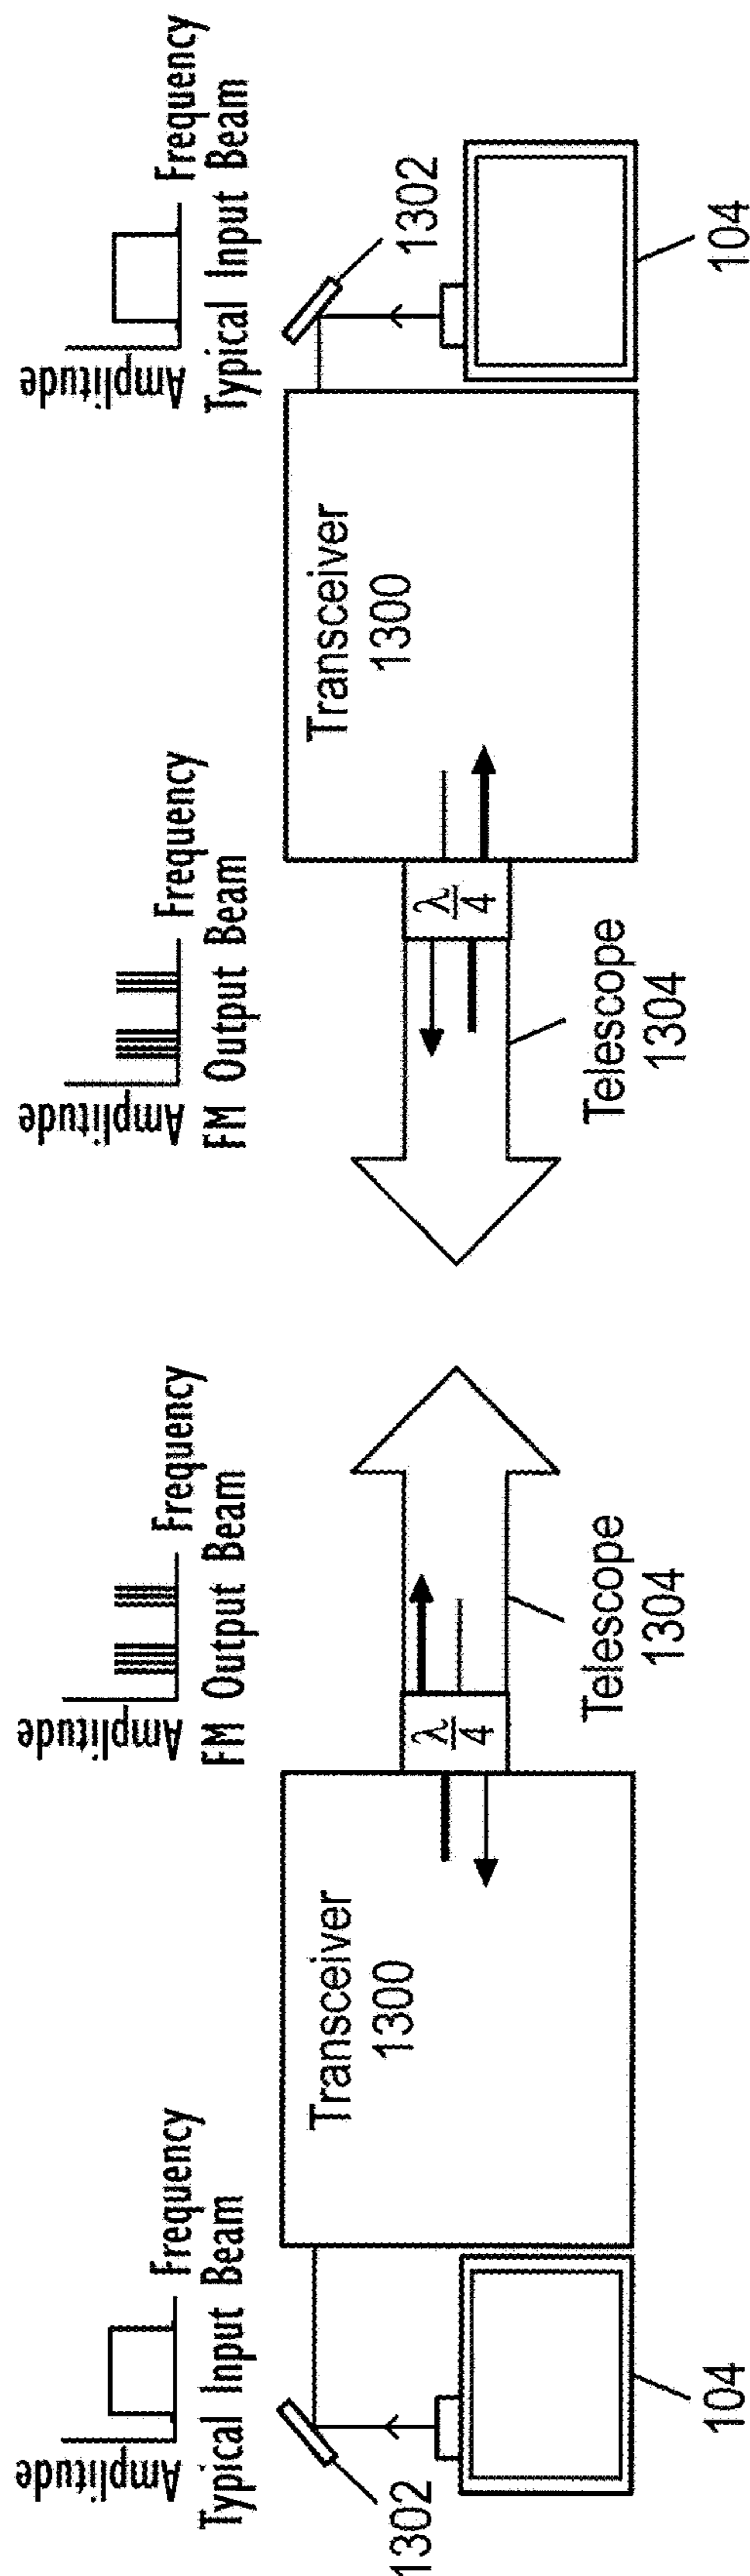 Amplitude
Frequency
Typical Input Beam
Amplitude
Frequency
FM Output Beam
Amplitude
Frequency
FM Output Beam
Amplitude
Frequency
Typical Input Beam
1302
104
Transceiver
1300
λ
4
Telescope
1304
Telescope
1304
λ
4
Transceiver
1300
1302
104